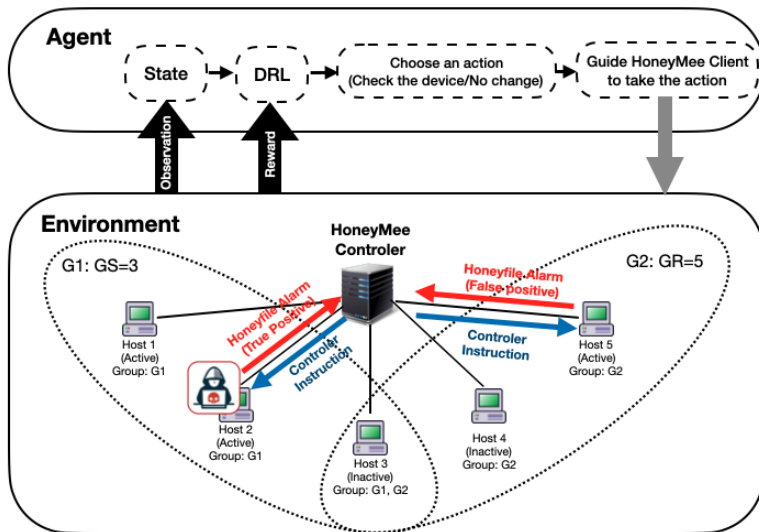 Agent
State
DRL
Choose an action
(Check the device/No change)
Guide HoneyMee Client
to take the action
Observation
Reward
Environment
HoneyMee
Controler
G1: GS=3
G2: GR=5
Honeyfile Alarm
(True Positive)
Honeyfile Alarm
(False positive)
Controler
Instruction
Controler
Instruction
Host 1
(Active)
Group: G1
Host 5
(Active)
Group: G2
Host 2
(Active)
Group: G1
Host 3
(Inactive)
Group: G1, G2
Host 4
(Inactive)
Group: G2